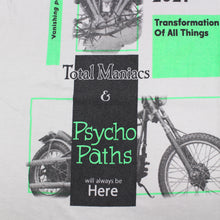 Vanishing
2021
Transformation
Of All Things
Total Maniacs
&
Psycho
Paths
will always be
Here